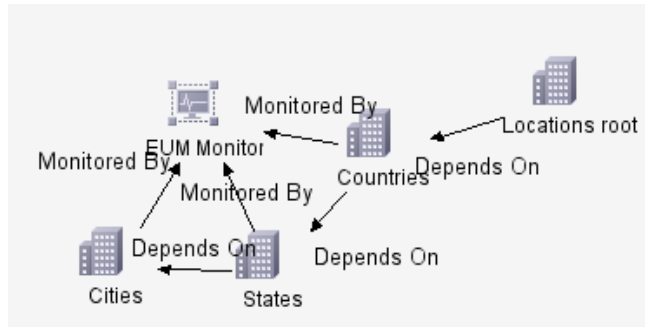 Monitored By
Locations root
EUM Monitor
Monitored By
Countries
Depends On
Monitored By
Depends On
Depends On
Cities
States